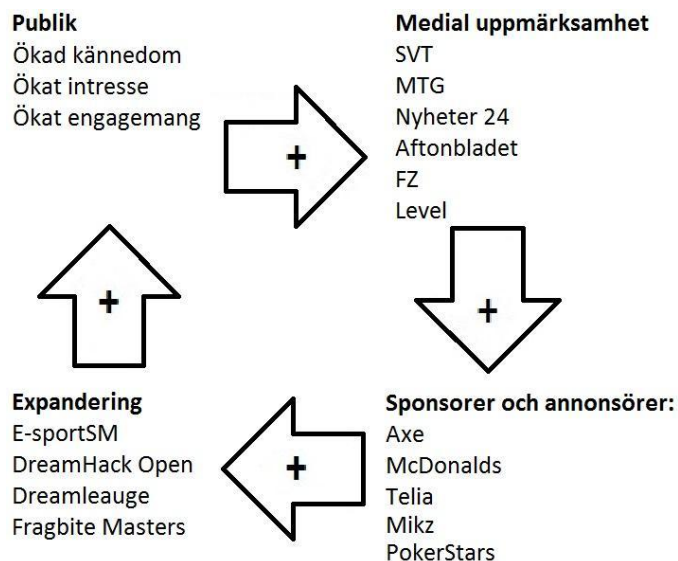 Publik
Ökad kännedom
Ökat intresse
Ökat engagemang
+
Medial uppmärksamhet
SVT
MTG
Nyheter 24
Aftonbladet
FZ
Level
+
Sponsorer och annonsörer:
Axe
McDonalds
Telia
Mikz
PokerStars
+
Expandering
E-sportSM
DreamHack Open
Dreamleauge
Fragbite Masters
+